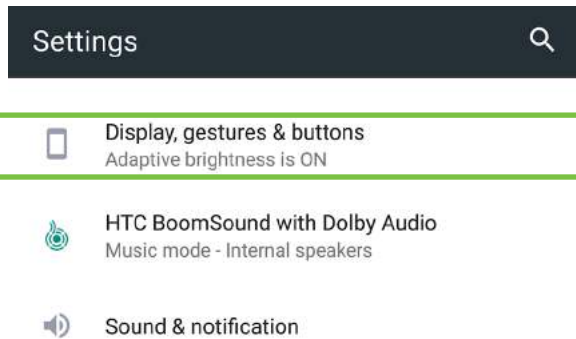 Settings
Display, gestures & buttons
Adaptive brightness is ON
HTC BoomSound with Dolby Audio
Music mode - Internal speakers
Sound & notification